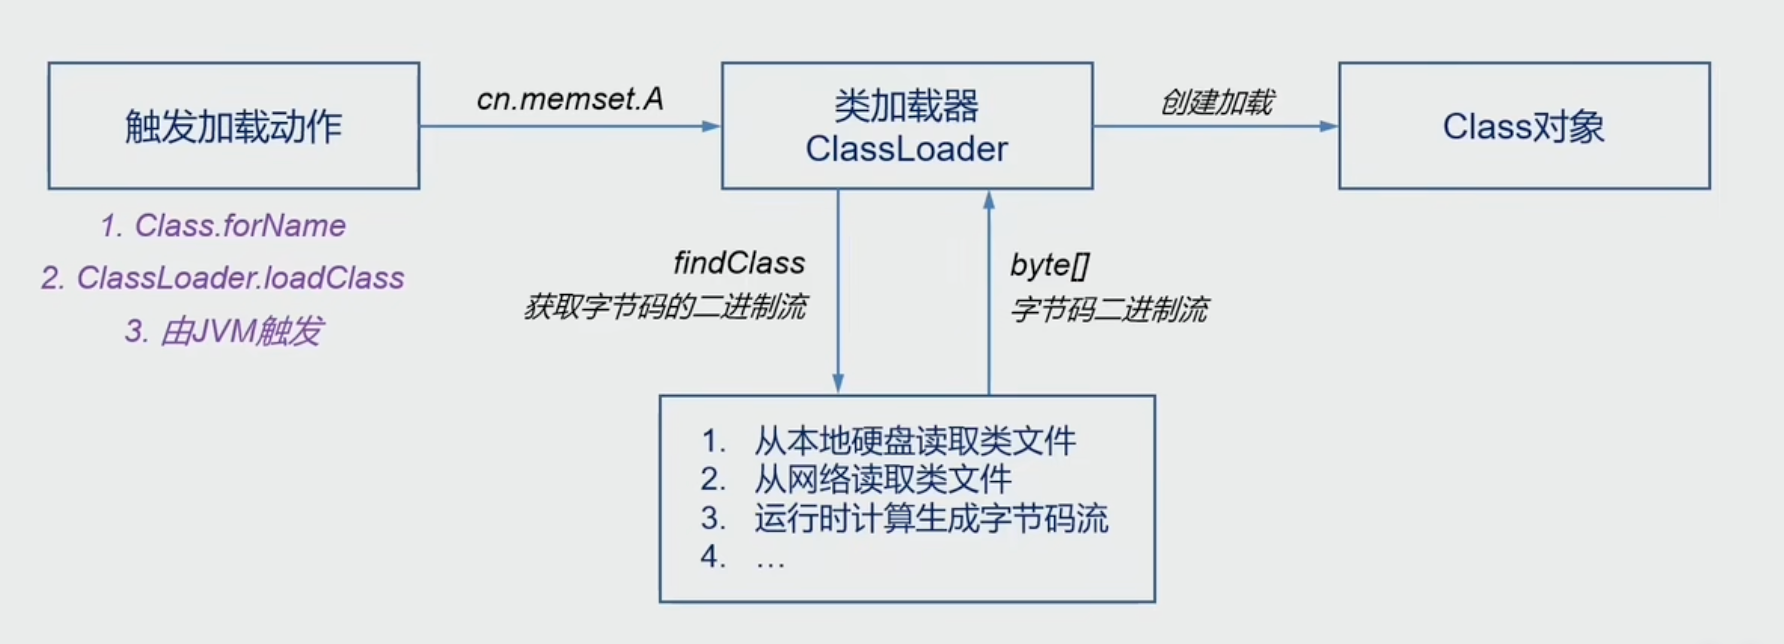 触发加载动作
cn.memset.A
类加载器
ClassLoader
创建加载
Class对象
1. Class.forName
2. ClassLoader.loadClass
3. 由JVM触发
findClass
获取字节码的二进制流
byte[]
字节码二进制流
1. 从本地硬盘读取类文件
2. 从网络读取类文件
3. 运行时计算生成字节码流
4. …